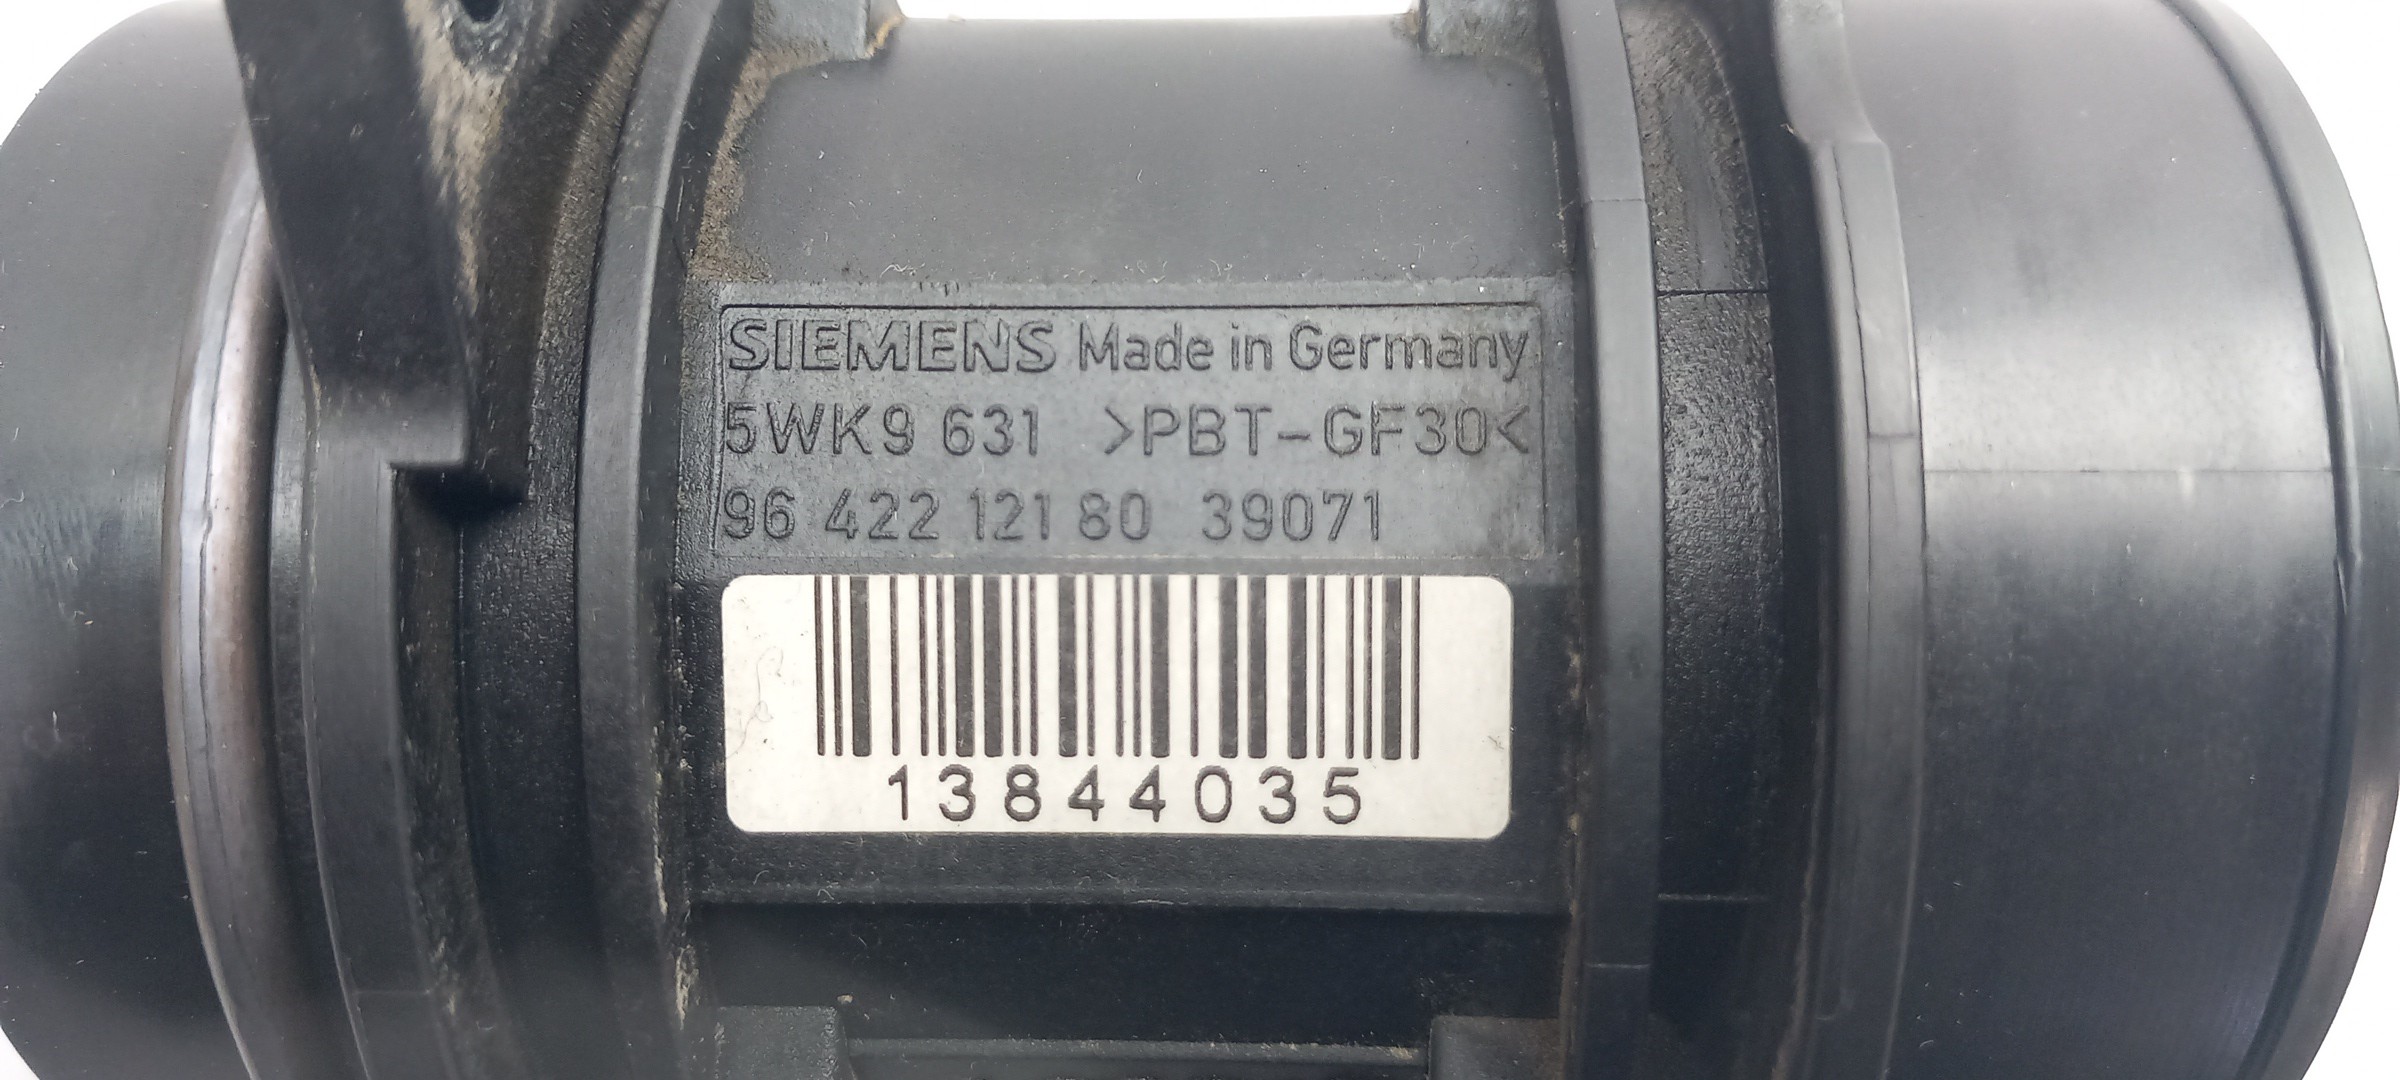 SIEMENS Made in Germany
5WK9 631 >PBT-GF30<
96 422 121 80 39071
13844035